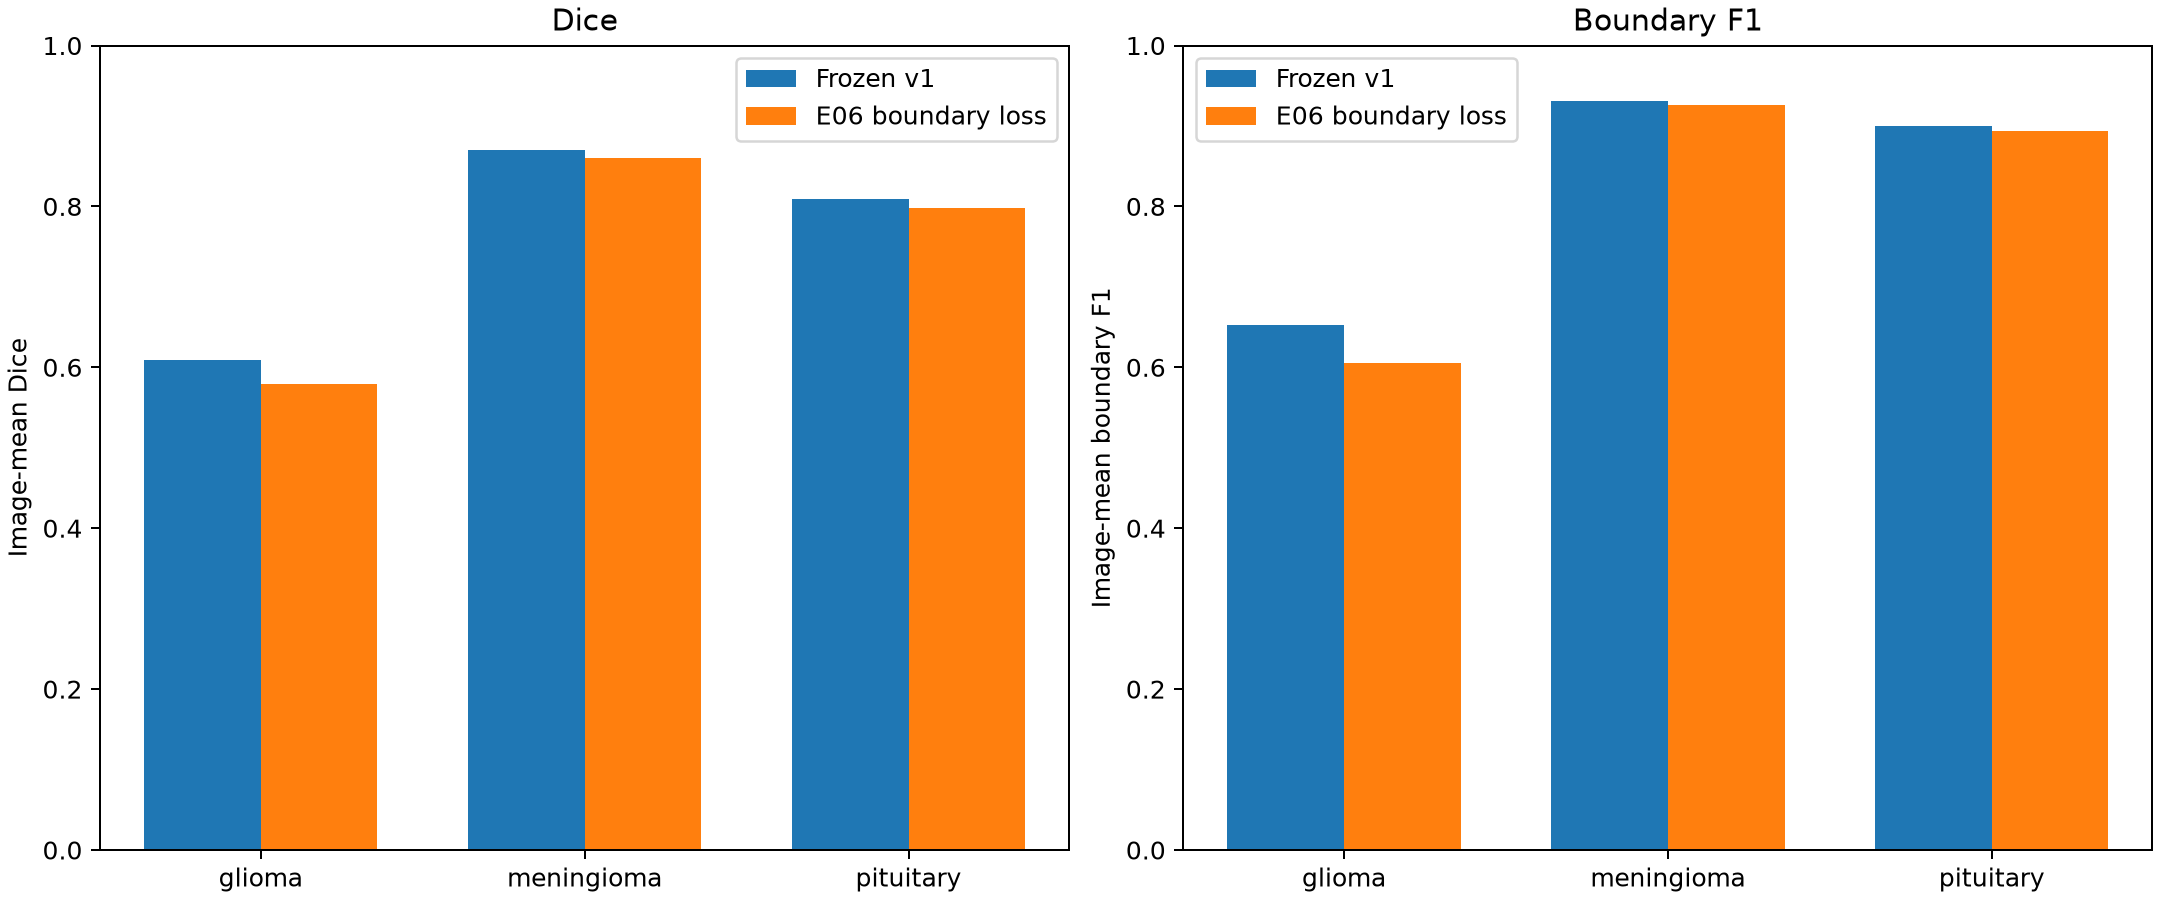 Dice
Image-mean Dice
1.0
0.8
0.6
0.4
0.2
0.0
Frozen v1
E06 boundary loss
glioma meningioma pituitary
Boundary F1
Image-mean boundary F1
1.0
0.8
0.6
0.4
0.2
0.0
Frozen v1
E06 boundary loss
glioma meningioma pituitary